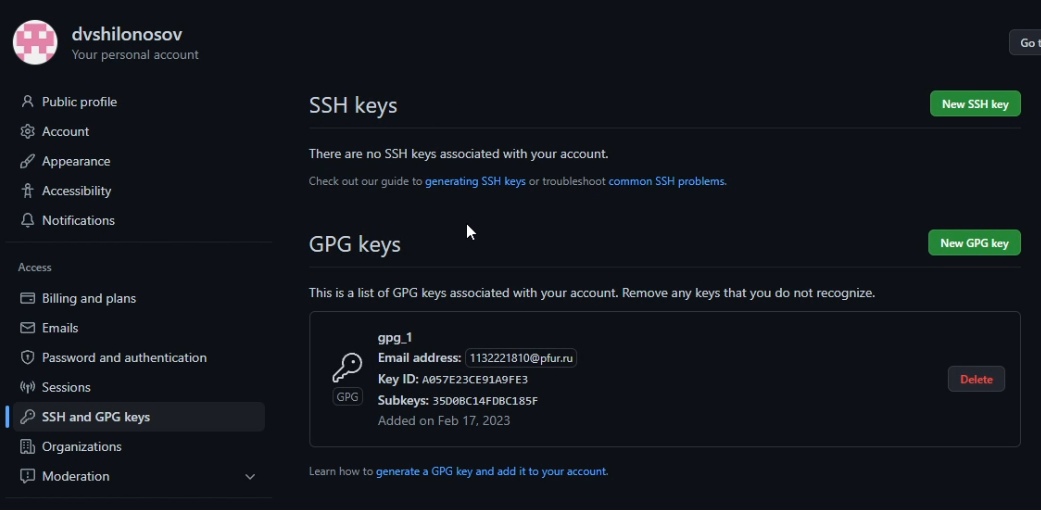 dvshilonosov
Your personal account
Go t
Public profile
Account
Appearance
Accessibility
Notifications
Access
Billing and plans
Emails
Password and authentication
Sessions
SSH and GPG keys
Organizations
Moderation
SSH keys
New SSH key
There are no SSH keys associated with your account.
Check out our guide to generating SSH keys or troubleshoot common SSH problems.
GPG keys
New GPG key
This is a list of GPG keys associated with your account. Remove any keys that you do not recognize.
gpg_1
Email address: 1132221810@pfur.ru
Key ID: A057E23CE91A9FE3
GPG
Subkeys: 35D0BC14FDBC185F
Added on Feb 17, 2023
Delete
Learn how to generate a GPG key and add it to your account.